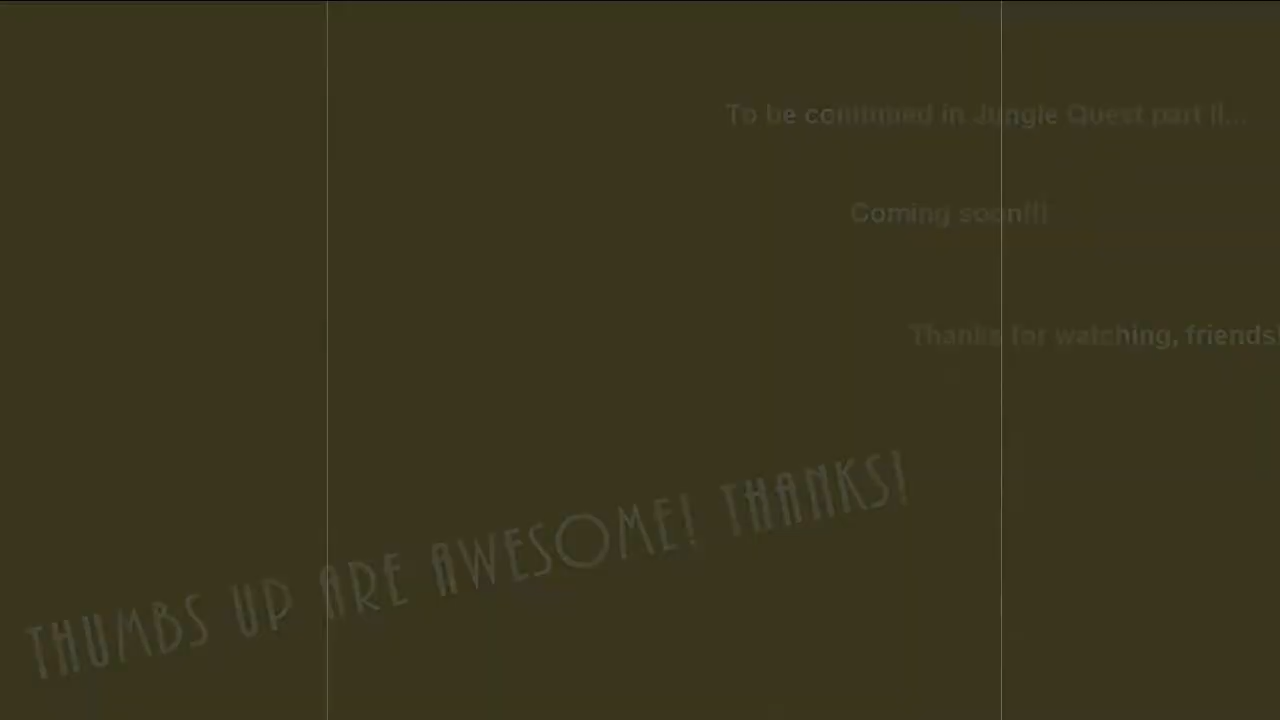 To be continued in Jungle Quest part II...
Coming soon!!!
Thanks for watching, friends!
THUMBS UP ARE AWESOME! THANKS!